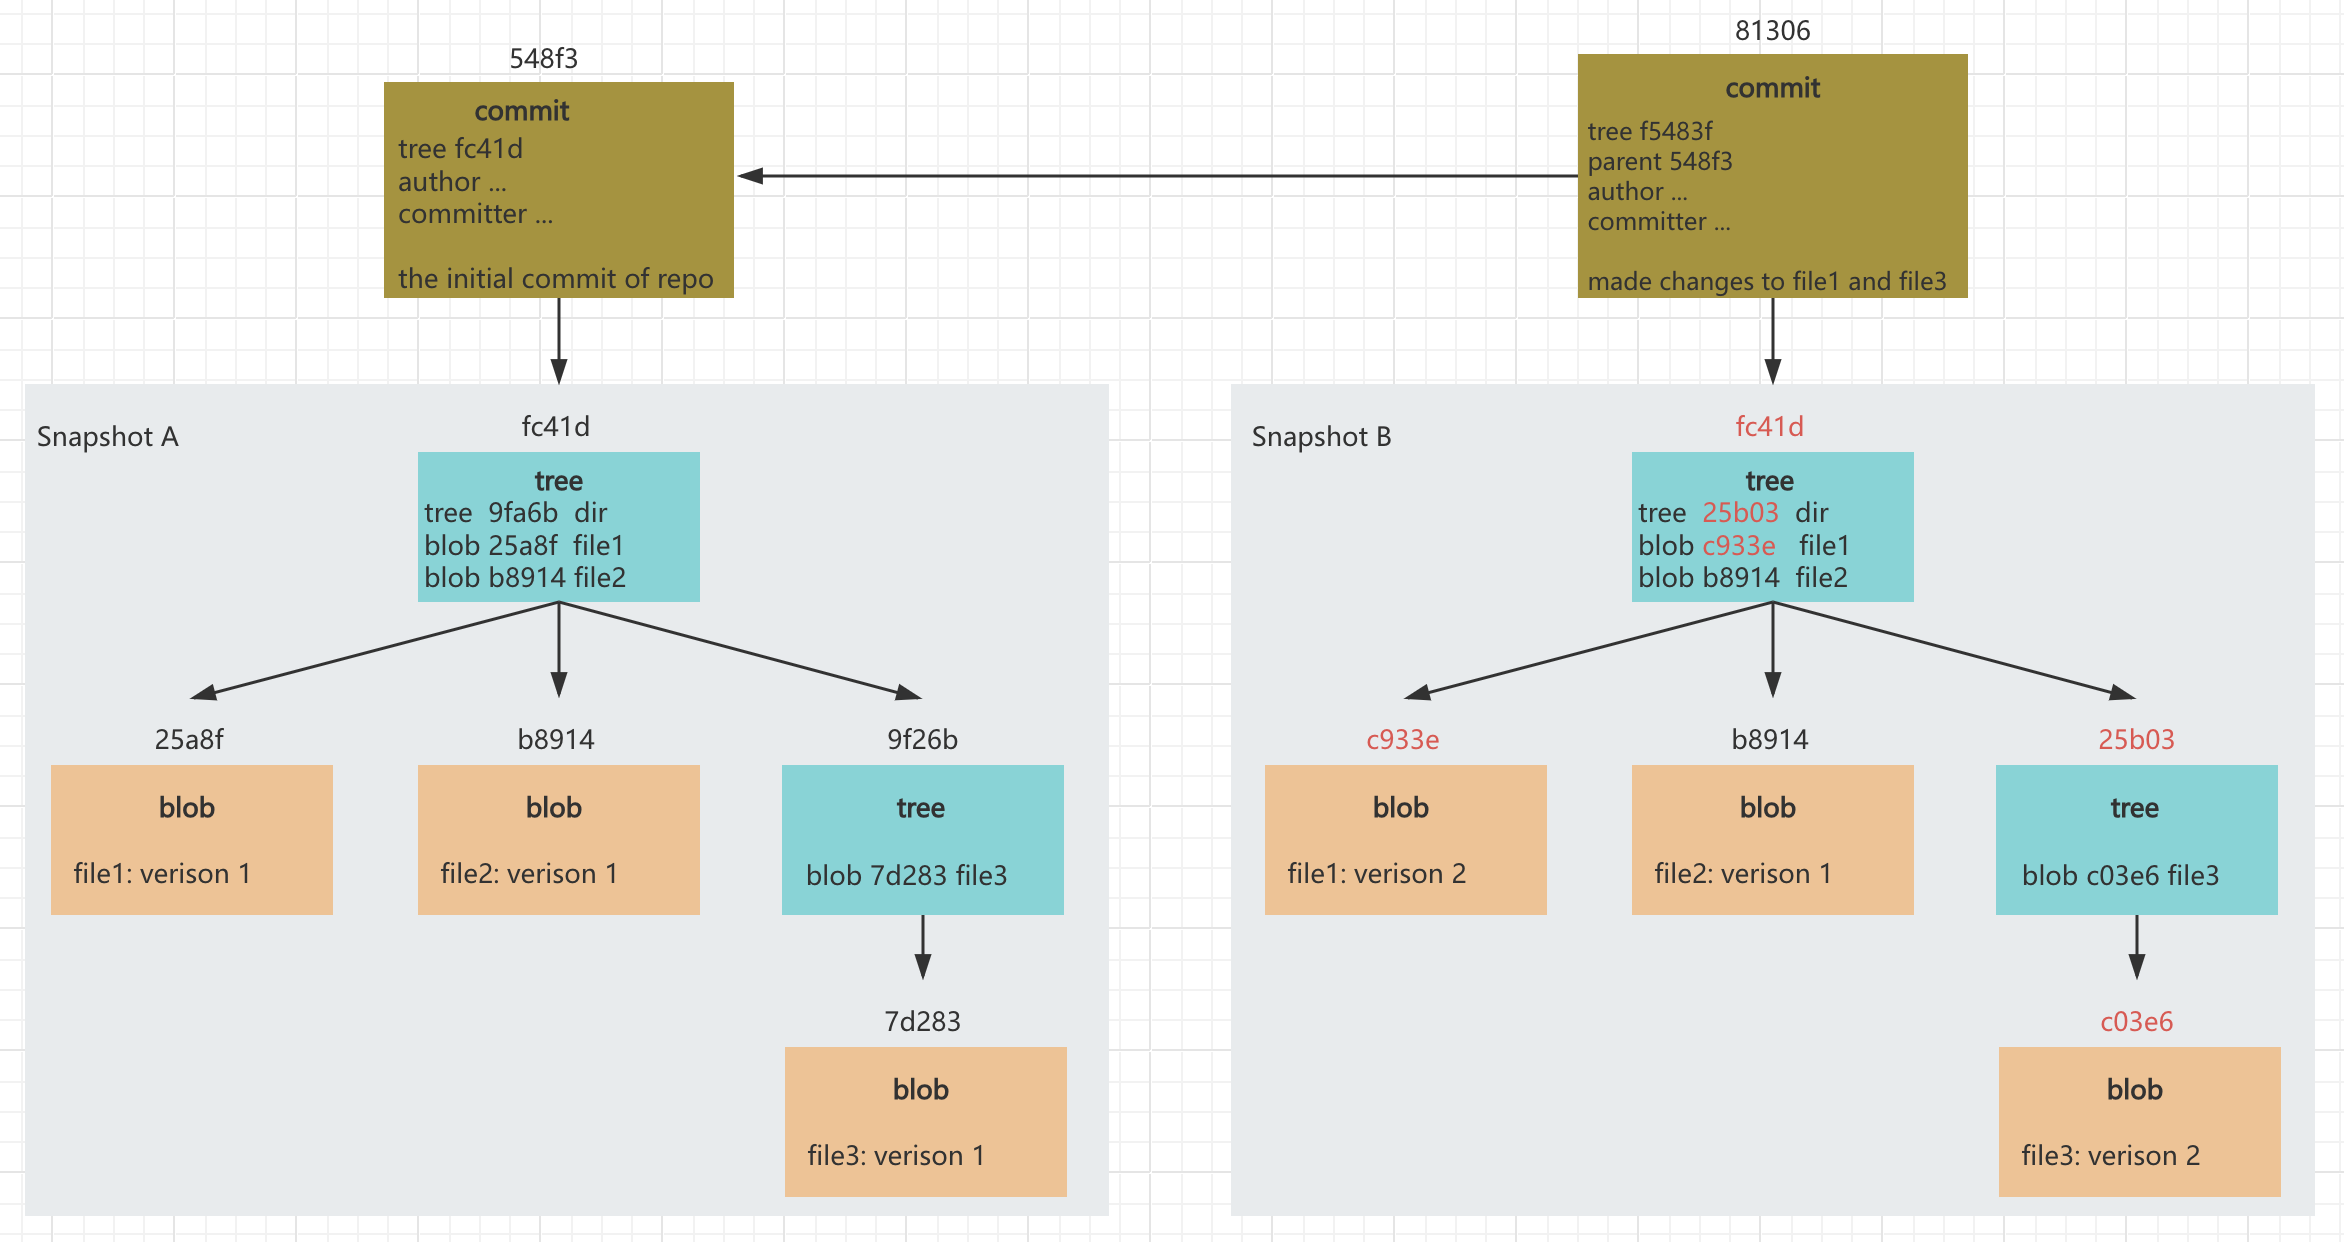 548f3
commit
tree fc41d
author ...
committer ...
the initial commit of repo
81306
commit
tree f5483f
parent 548f3
author ...
committer ...
made changes to file1 and file3
Snapshot A
fc41d
tree
tree 9fa6b dir
blob 25a8f file1
blob b8914 file2
25a8f
blob
file1: verison 1
b8914
blob
file2: verison 1
9f26b
tree
blob 7d283 file3
7d283
blob
file3: verison 1
Snapshot B
fc41d
tree
tree 25b03 dir
blob c933e file1
blob b8914 file2
c933e
blob
file1: verison 2
b8914
blob
file2: verison 1
25b03
tree
blob c03e6 file3
c03e6
blob
file3: verison 2